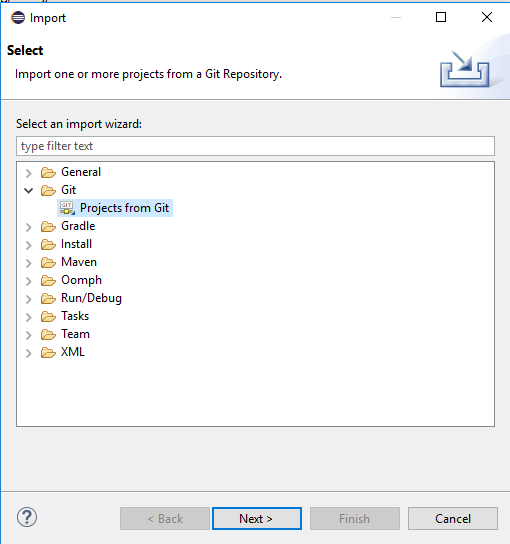 Import
Select
Import one or more projects from a Git Repository.
Select an import wizard:
type filter text
General
Git
GIT
Projects from Git
Gradle
Install
Maven
Oomph
Run/Debug
Tasks
Team
XML
?
< Back
Next >
Finish
Cancel